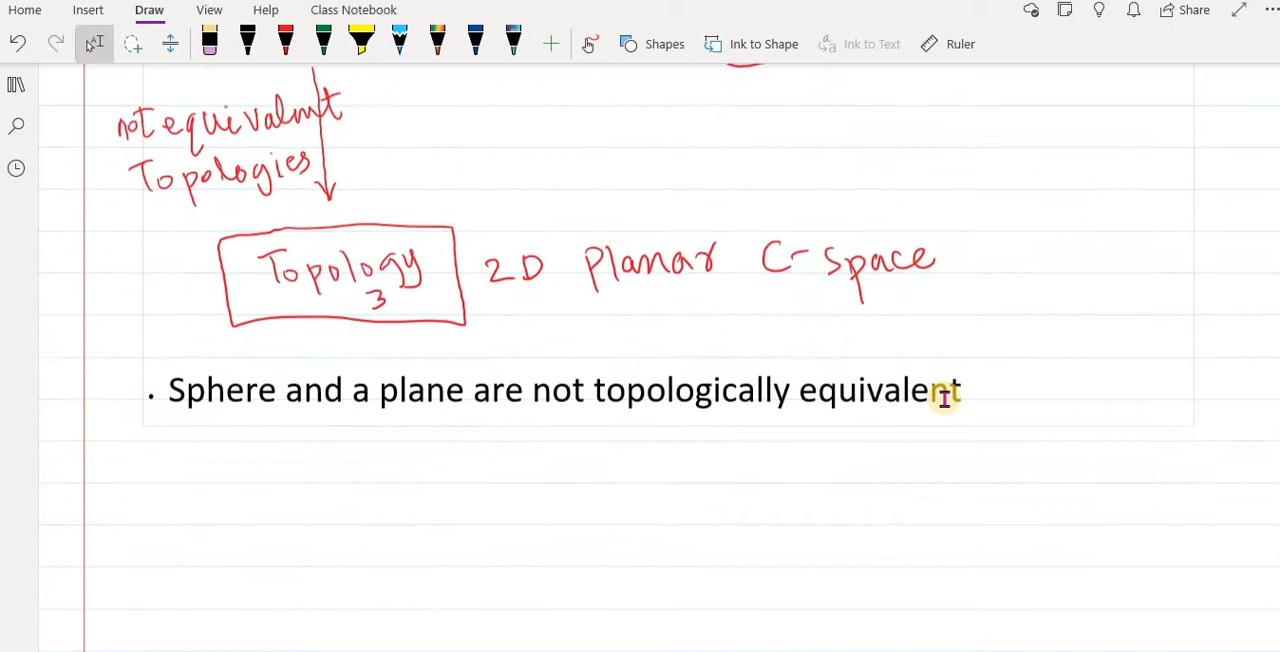 Home Insert Draw View Help Class Notebook Share
Shapes Ink to Shape Ink to Text Ruler
not equivalent
Topologies
Topology 2D Planar C-space
3
. Sphere and a plane are not topologically equivalent